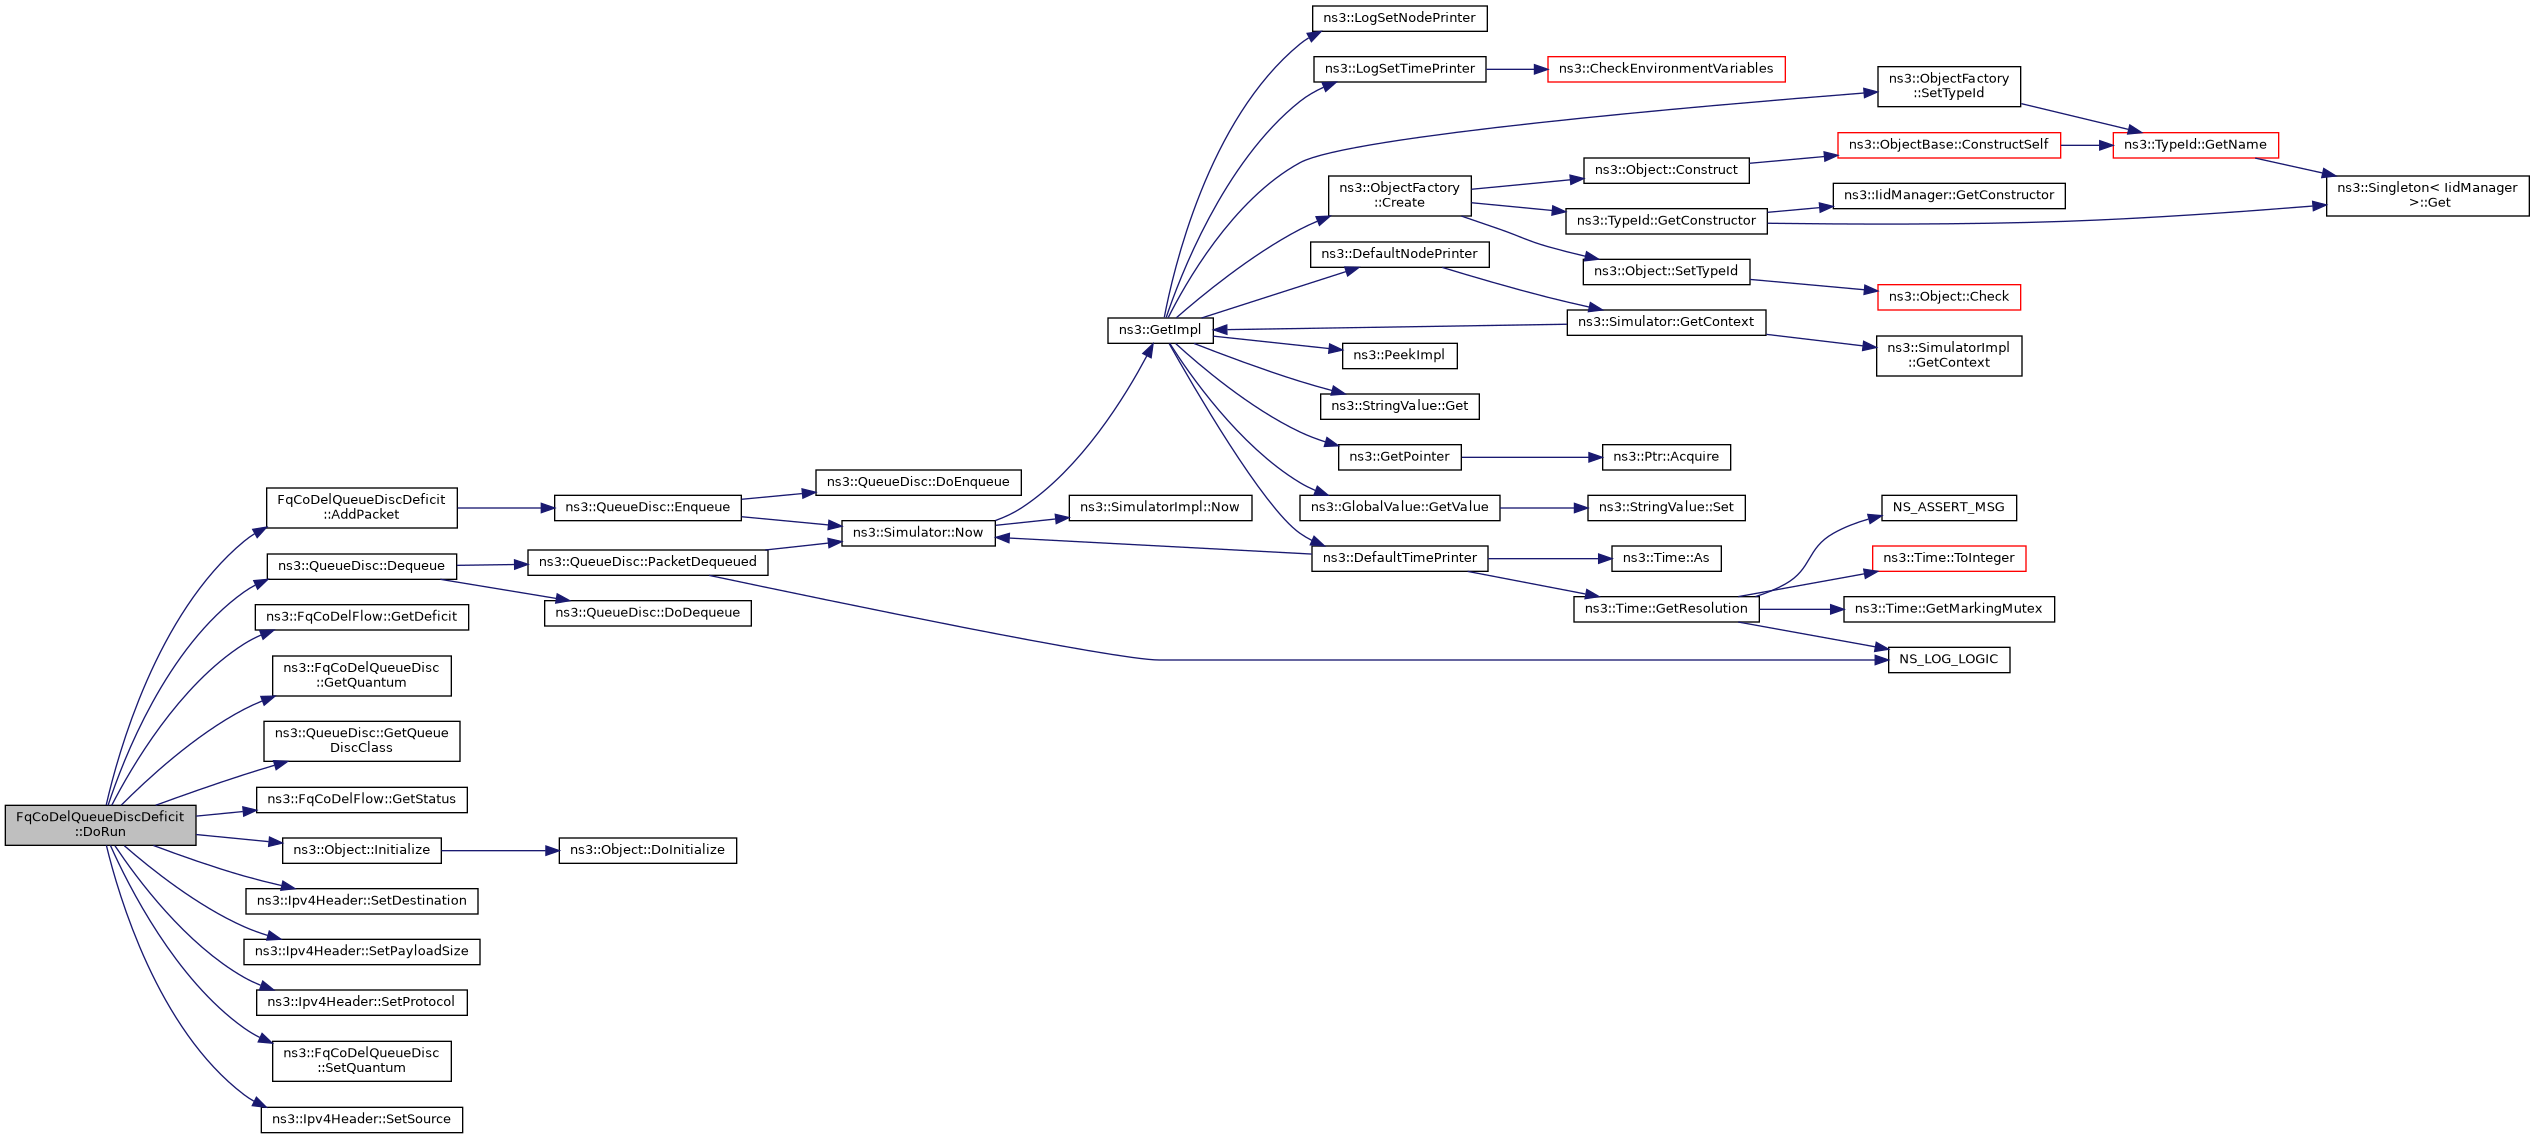 ns3::LogSetNodePrinter
ns3::LogSetTimePrinter
ns3::CheckEnvironmentVariables
ns3::ObjectFactory
::SetTypeId
ns3::ObjectBase::ConstructSelf
ns3::TypeId::GetName
ns3::Object::Construct
ns3::ObjectFactory
::Create
ns3::IidManager::GetConstructor
ns3::Singleton< IidManager
>::Get
ns3::TypeId::GetConstructor
ns3::DefaultNodePrinter
ns3::Object::SetTypeId
ns3::Object::Check
ns3::GetImpl
ns3::Simulator::GetContext
ns3::PeekImpl
ns3::SimulatorImpl
::GetContext
ns3::StringValue::Get
ns3::GetPointer
ns3::Ptr::Acquire
ns3::QueueDisc::DoEnqueue
FqCoDelQueueDiscDeficit
::AddPacket
ns3::QueueDisc::Enqueue
ns3::SimulatorImpl::Now
ns3::GlobalValue::GetValue
ns3::StringValue::Set
NS_ASSERT_MSG
ns3::Simulator::Now
ns3::QueueDisc::Dequeue
ns3::QueueDisc::PacketDequeued
ns3::DefaultTimePrinter
ns3::Time::As
ns3::Time::ToInteger
ns3::FqCoDelFlow::GetDeficit
ns3::QueueDisc::DoDequeue
ns3::Time::GetResolution
ns3::Time::GetMarkingMutex
ns3::FqCoDelQueueDisc
::GetQuantum
NS_LOG_LOGIC
ns3::QueueDisc::GetQueue
DiscClass
ns3::FqCoDelFlow::GetStatus
FqCoDelQueueDiscDeficit
::DoRun
ns3::Object::Initialize
ns3::Object::DoInitialize
ns3::Ipv4Header::SetDestination
ns3::Ipv4Header::SetPayloadSize
ns3::Ipv4Header::SetProtocol
ns3::FqCoDelQueueDisc
::SetQuantum
ns3::Ipv4Header::SetSource